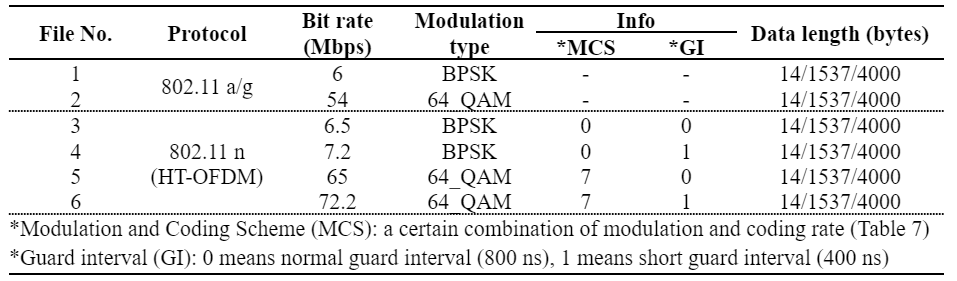 File No. Protocol Bit rate (Mbps) Modulation type Info Data length (bytes)
*MCS *GI
1 802.11 a/g 6 BPSK - - 14/1537/4000
2 54 64_QAM - - 14/1537/4000
3 802.11 n (HT-OFDM) 6.5 BPSK 0 0 14/1537/4000
4 7.2 BPSK 0 1 14/1537/4000
5 65 64_QAM 7 0 14/1537/4000
6 72.2 64_QAM 7 1 14/1537/4000
*Modulation and Coding Scheme (MCS): a certain combination of modulation and coding rate (Table 7)
*Guard interval (GI): 0 means normal guard interval (800 ns), 1 means short guard interval (400 ns)